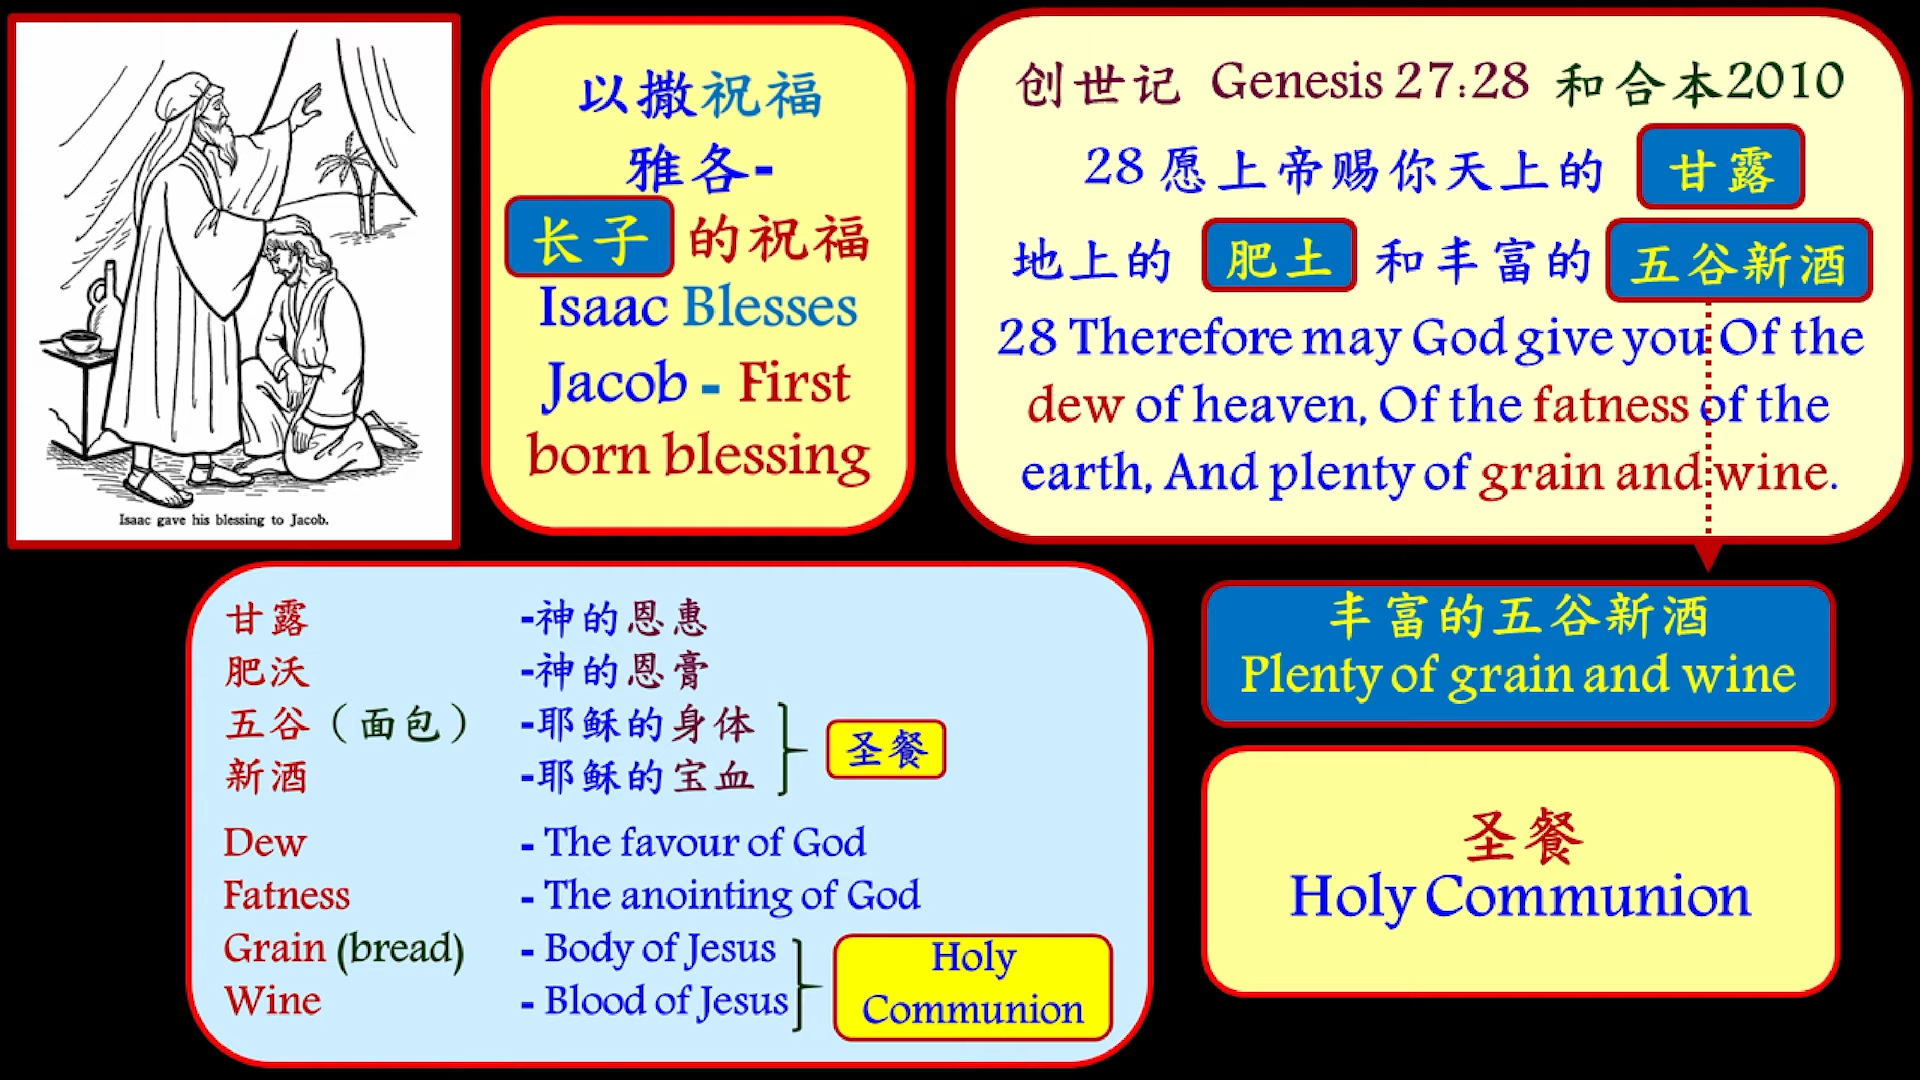 Isaac gave his blessing to Jacob.
以撒祝福
雅各-
长子的祝福
Isaac Blesses
Jacob - First
born blessing
创世记 Genesis 27:28 和合本2010
28 愿上帝赐你天上的 甘露
地上的 肥土 和丰富的 五谷新酒
28 Therefore may God give you Of the
dew of heaven, Of the fatness of the
earth, And plenty of grain and wine.
丰富的五谷新酒
Plenty of grain and wine
圣餐
Holy Communion
甘露 -神的恩惠
肥沃 -神的恩膏
五谷（面包） -耶稣的身体
新酒 -耶稣的宝血
圣餐
Dew - The favour of God
Fatness - The anointing of God
Grain (bread) - Body of Jesus
Wine - Blood of Jesus
Holy
Communion